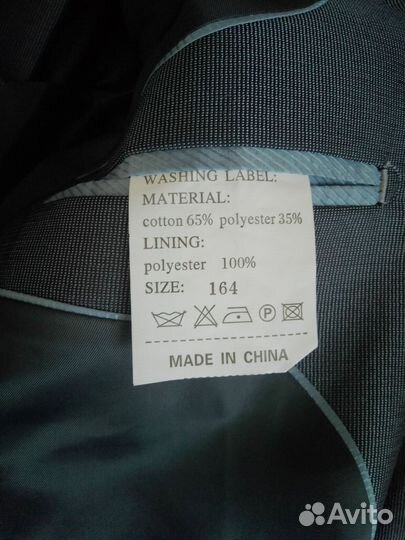 WASHING LABEL:
MATERIAL:
cotton 65% polyester 35%
LINING:
polyester 100%
SIZE: 164
P
MADE IN CHINA
Avito